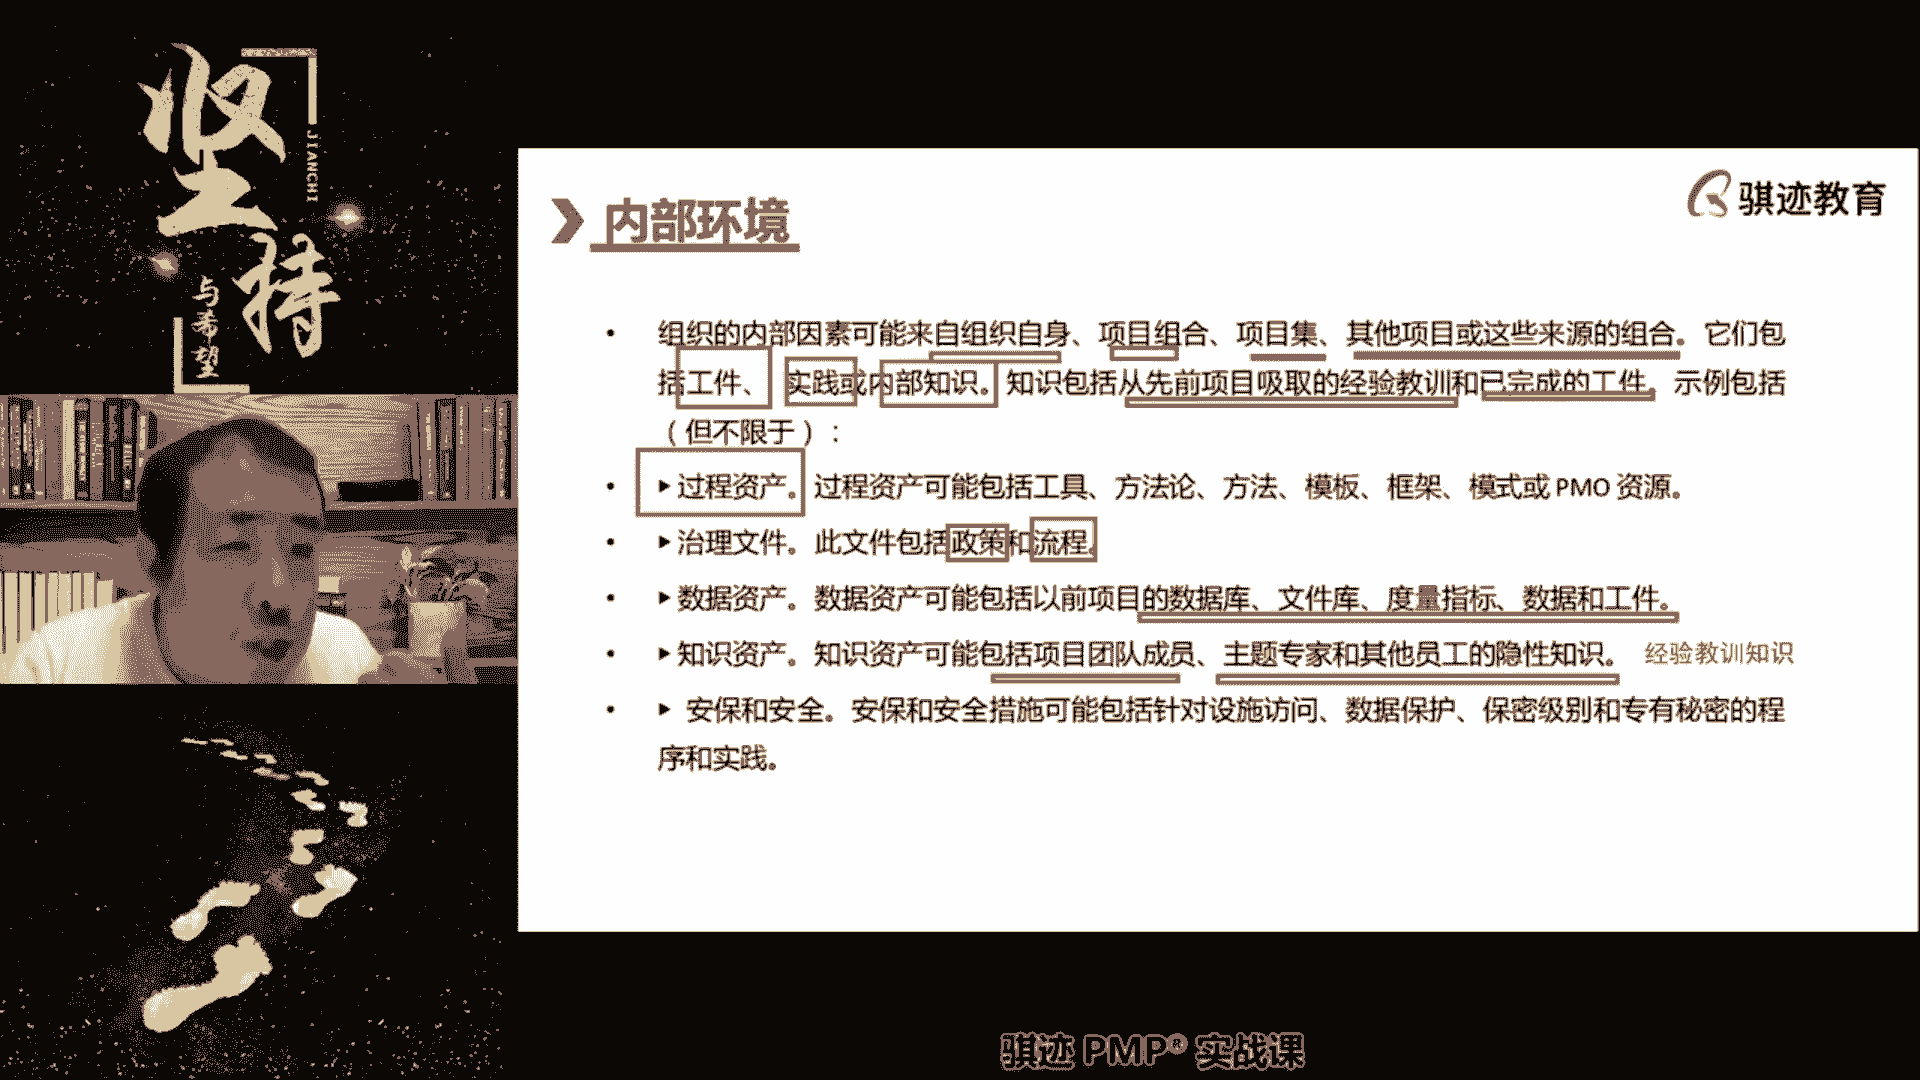 坚持
JIANCHI
与希望
骐迹教育
内部环境
• 组织的内部因素可能来自组织自身、项目组合、项目集、其他项目或这些来源的组合。它们包
括工件、实践或内部知识。知识包括从先前项目吸取的经验教训和已完成的工件。示例包括
（但不限于）：
• ▶过程资产。过程资产可能包括工具、方法论、方法、模板、框架、模式或 PMO 资源。
• ▶治理文件。此文件包括政策和流程。
• ▶数据资产。数据资产可能包括以前项目的数据库、文件库、度量指标、数据和工件。
• ▶知识资产。知识资产可能包括项目团队成员、主题专家和其他员工的隐性知识。 经验教训知识
• ▶ 安保和安全。安保和安全措施可能包括针对设施访问、数据保护、保密级别和专有秘密的程
序和实践。
骐迹 PMP® 实战课